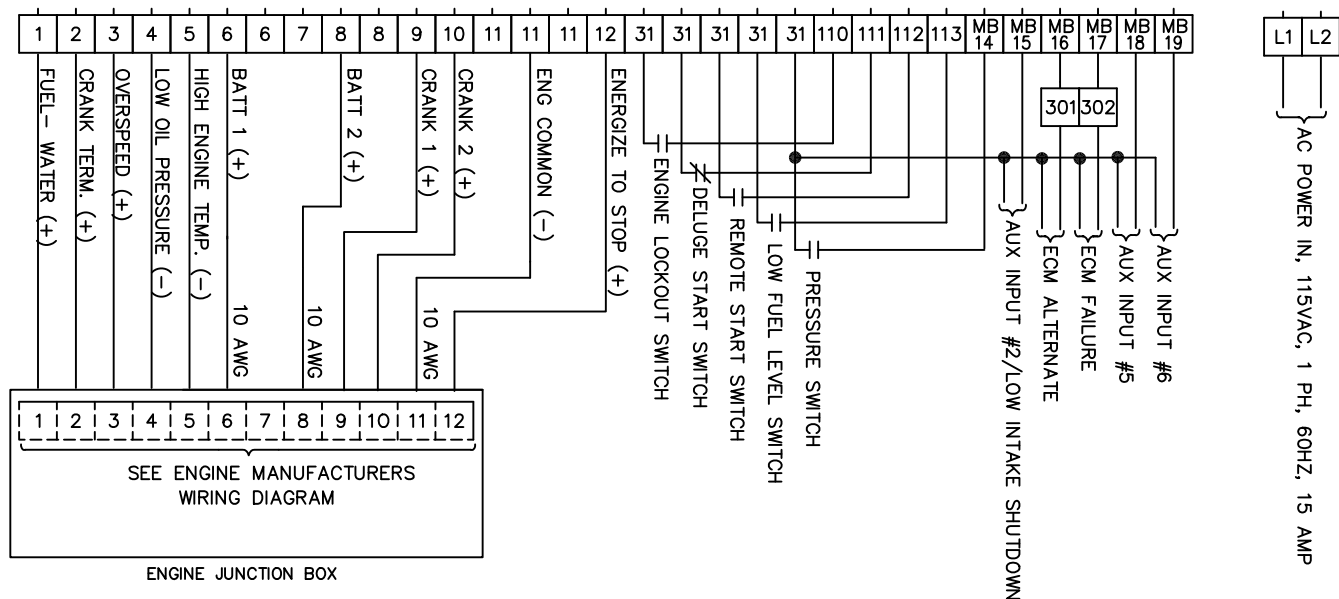 1 2 3 4 5 6 6 7 8 8 9 10 11 11 11 12 31 31 31 31 31 110 111 112 113 MB 14 MB 15 MB 16 MB 17 MB 18 MB 19
L1 L2
FUEL- WATER (+)
CRANK TERM. (+)
OVERSPEED (+)
LOW OIL PRESSURE (-)
HIGH ENGINE TEMP. (-)
BATT 1 (+)
BATT 2 (+)
CRANK 1 (+)
CRANK 2 (+)
ENG COMMON (-)
ENERGIZE TO STOP (+)
10 AWG
10 AWG
10 AWG
301 302
ENGINE LOCKOUT SWITCH
DELUGE START SWITCH
REMOTE START SWITCH
LOW FUEL LEVEL SWITCH
PRESSURE SWITCH
AUX INPUT #2/LOW INTAKE SHUTDOWN
ECM ALTERNATE
ECM FAILURE
AUX INPUT #5
AUX INPUT #6
AC POWER IN, 115VAC, 1 PH, 60HZ, 15 AMP
1 2 3 4 5 6 7 8 9 10 11 12
SEE ENGINE MANUFACTURERS
WIRING DIAGRAM
ENGINE JUNCTION BOX